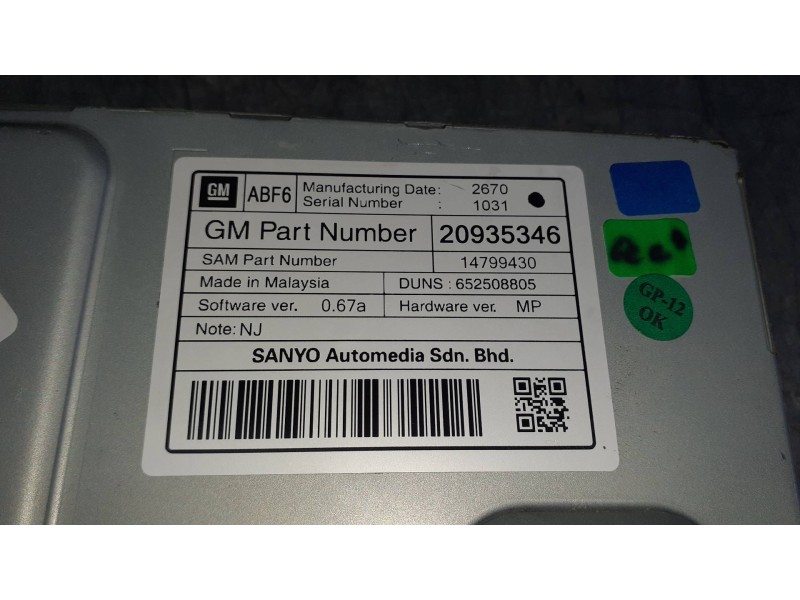 GM ABF6 Manufacturing Date: 2670
Serial Number : 1031
GM Part Number 20935346
SAM Part Number 14799430
Made in Malaysia DUNS : 652508805
Software ver. 0.67a Hardware ver. MP
Note: NJ
SANYO Automedia Sdn. Bhd.
GP-12
OK